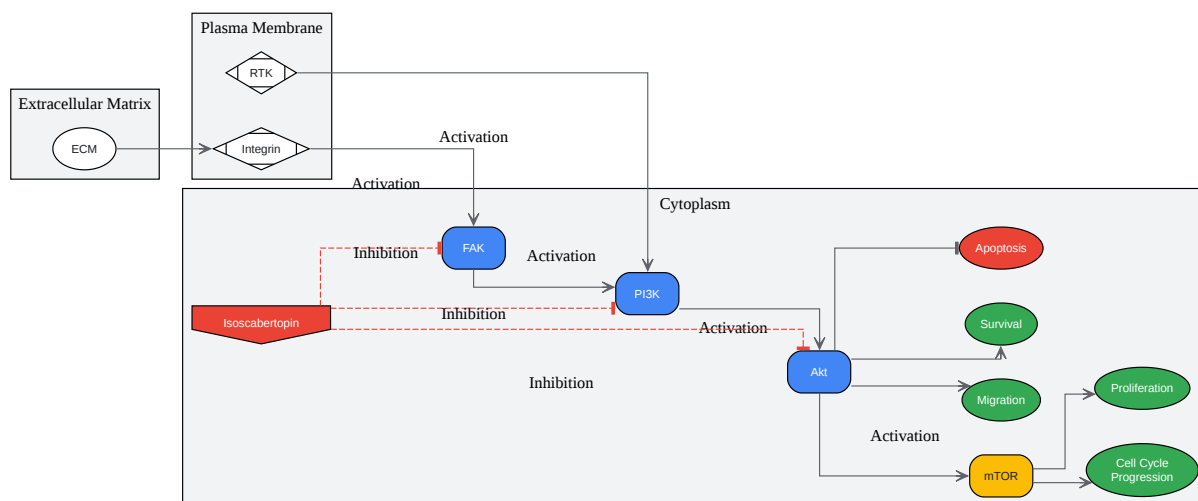 Plasma Membrane
RTK
Extracellular Matrix
ECM
Integrin
Activation
Activation
Cytoplasm
FAK
Inhibition
Activation
Apoptosis
PI3K
Isoscabertopin
Inhibition
Activation
Survival
Akt
Inhibition
Migration
Proliferation
Activation
mTOR
Cell Cycle
Progression